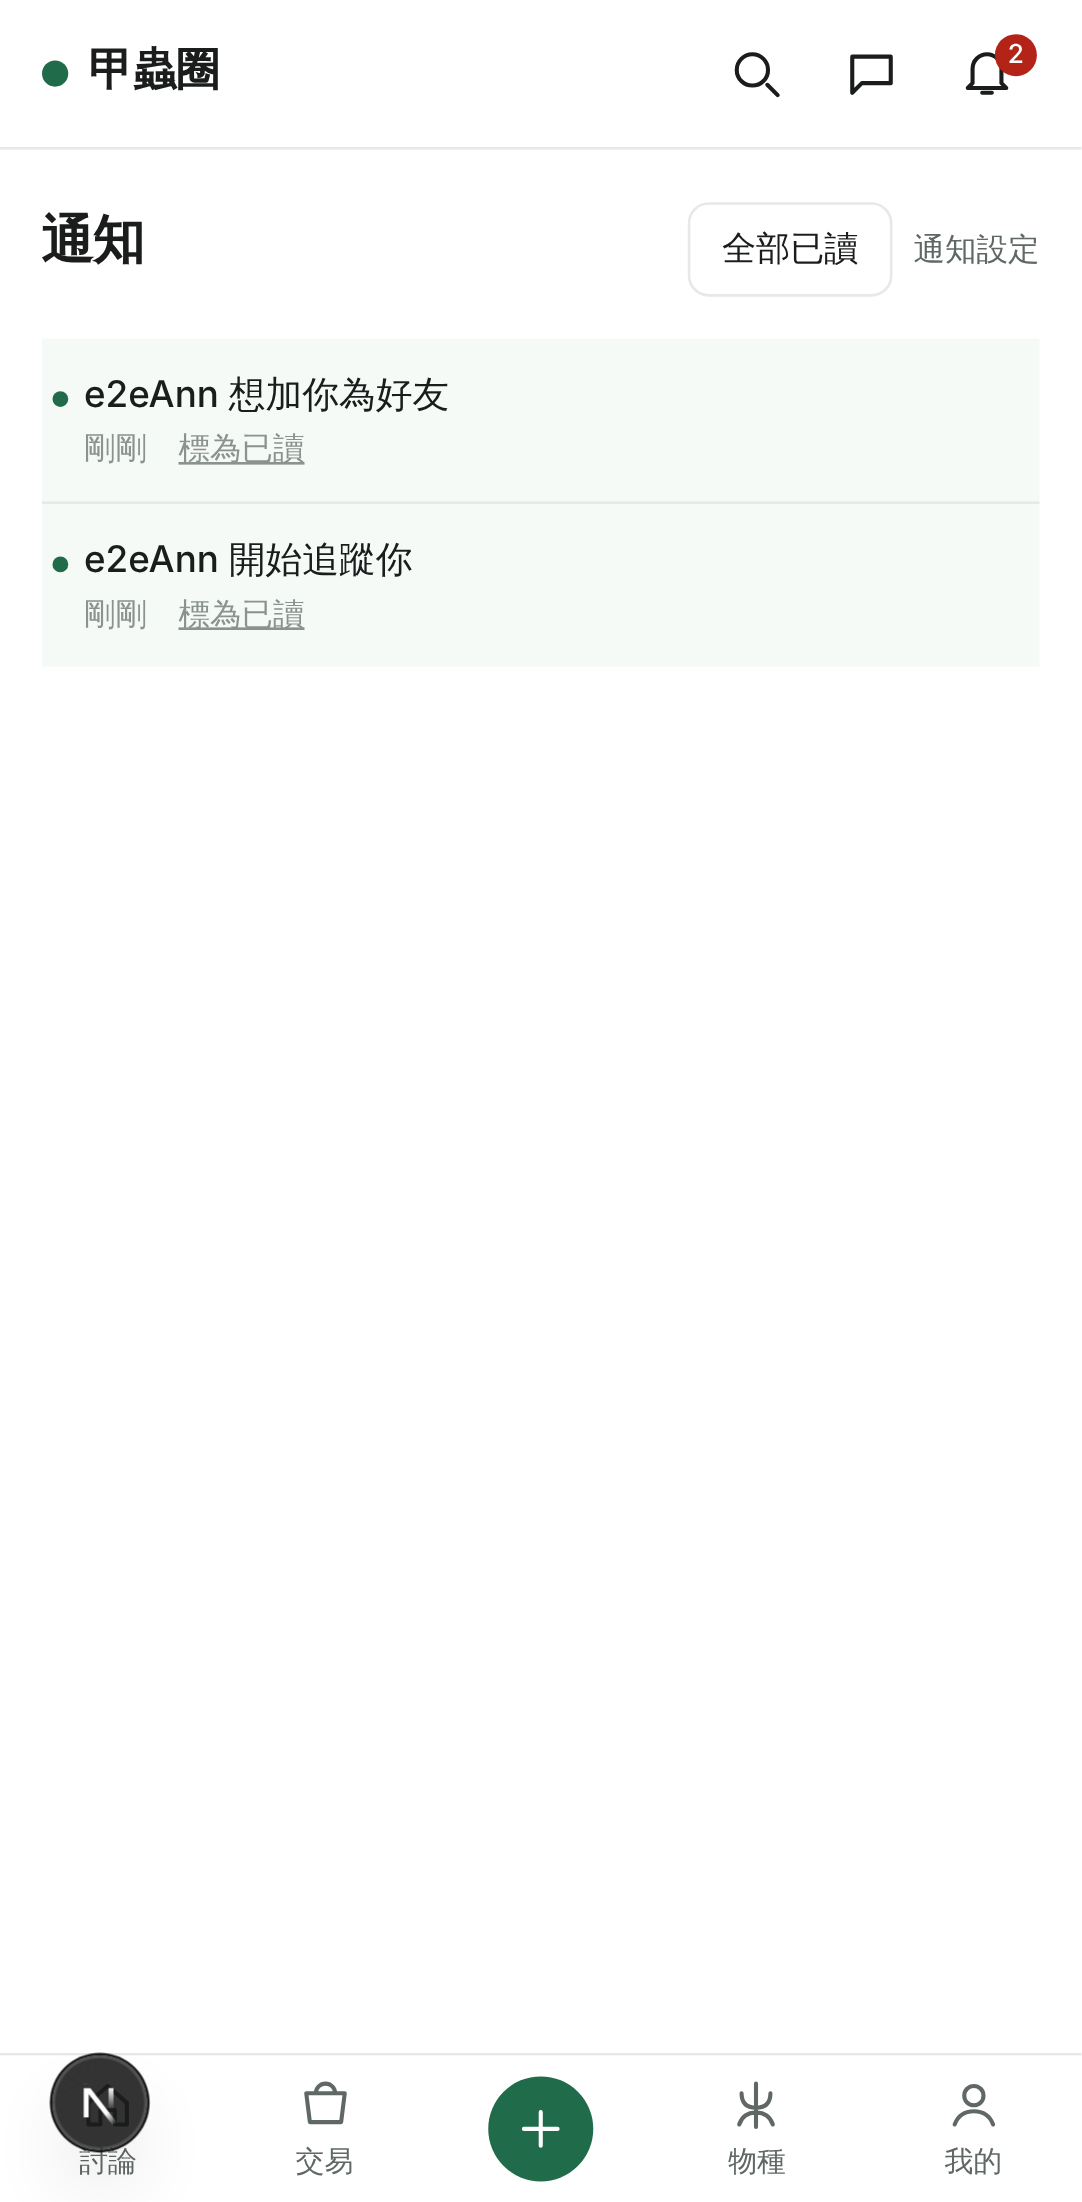 甲蟲圈
2
通知
全部已讀
通知設定
e2eAnn 想加你為好友
剛剛 標為已讀
e2eAnn 開始追蹤你
剛剛 標為已讀
N
討論
交易
物種
我的